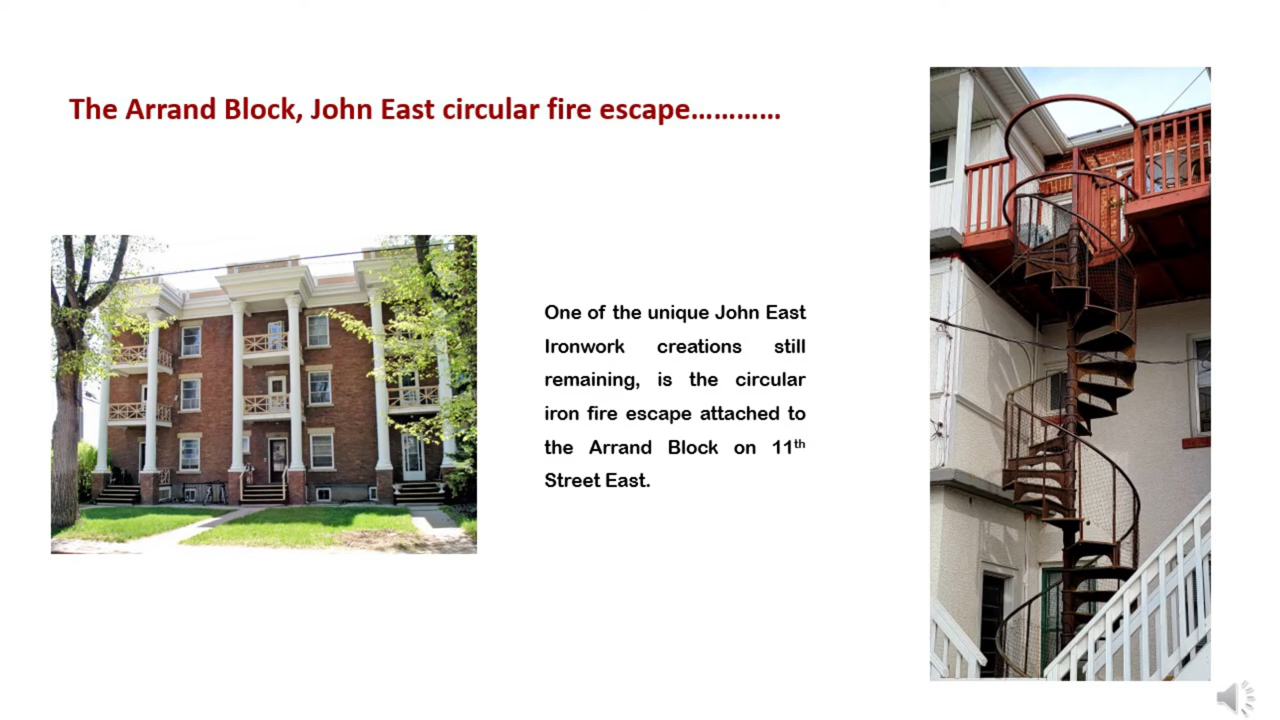 The Arrand Block, John East circular fire escape…………
One of the unique John East
Ironwork creations still
remaining, is the circular
iron fire escape attached to
the Arrand Block on 11th
Street East.